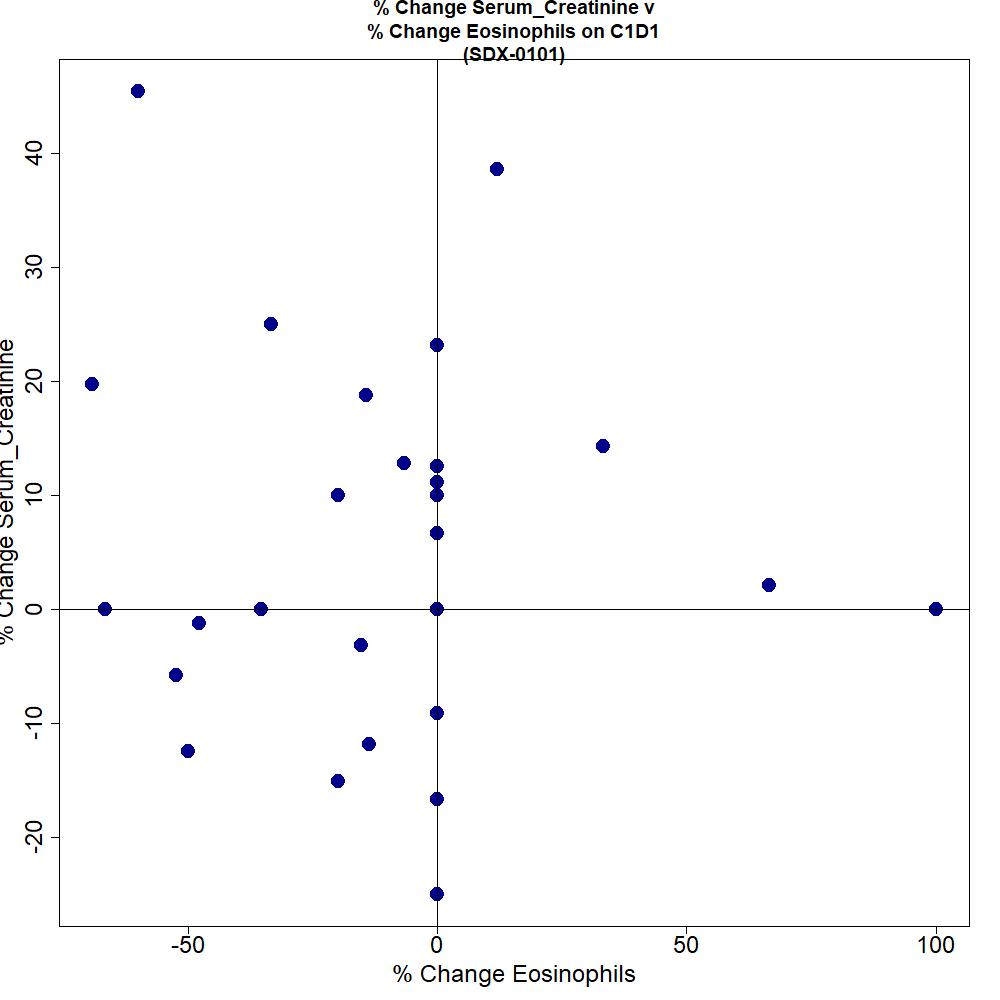 % Change Serum_Creatinine v
% Change Eosinophils on C1D1
(SDX-0101)
% Change Serum_Creatinine
40
30
20
10
0
-10
-20
-50
0
50
100
% Change Eosinophils